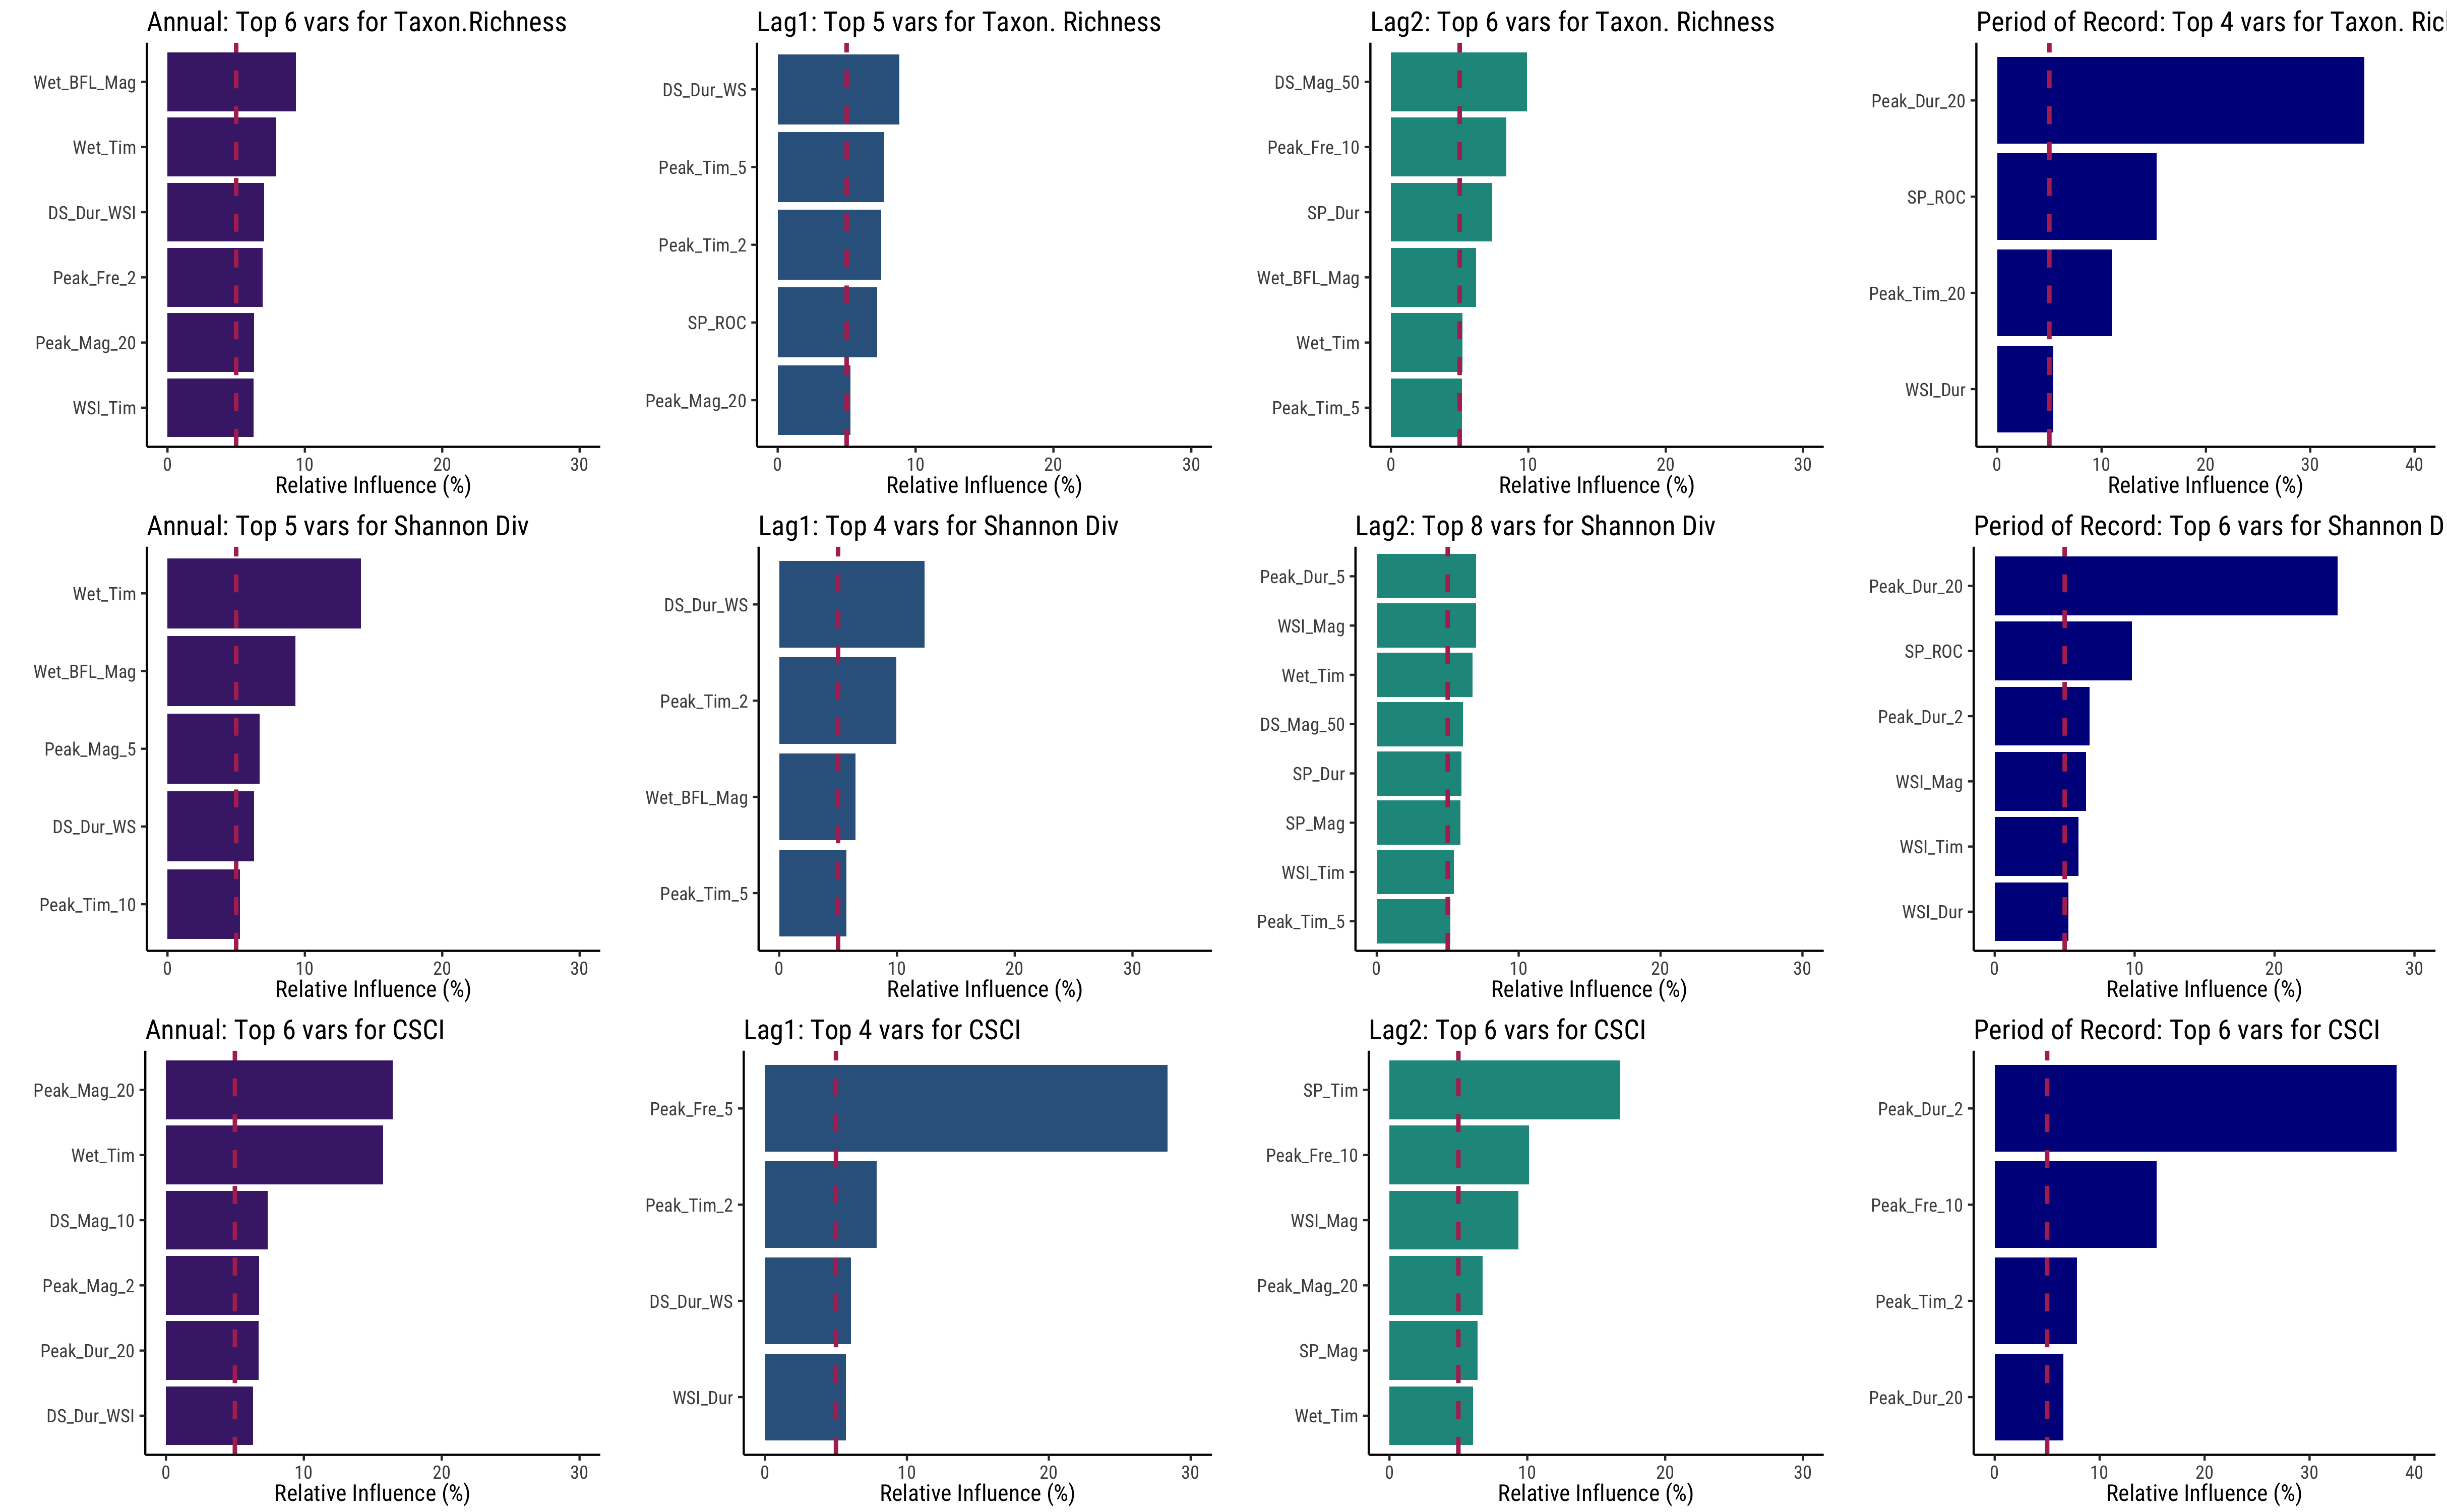 Annual: Top 6 vars for Taxon.Richness
Wet_BFL_Mag
Wet_Tim
DS_Dur_WSI
Peak_Fre_2
Peak_Mag_20
WSI_Tim
0 10 20 30
Relative Influence (%)
Lag1: Top 5 vars for Taxon. Richness
DS_Dur_WS
Peak_Tim_5
Peak_Tim_2
SP_ROC
Peak_Mag_20
0 10 20 30
Relative Influence (%)
Lag2: Top 6 vars for Taxon. Richness
DS_Mag_50
Peak_Fre_10
SP_Dur
Wet_BFL_Mag
Wet_Tim
Peak_Tim_5
0 10 20 30
Relative Influence (%)
Period of Record: Top 4 vars for Taxon. Ric
Peak_Dur_20
SP_ROC
Peak_Tim_20
WSI_Dur
0 10 20 30 40
Relative Influence (%)
Annual: Top 5 vars for Shannon Div
Wet_Tim
Wet_BFL_Mag
Peak_Mag_5
DS_Dur_WS
Peak_Tim_10
0 10 20 30
Relative Influence (%)
Lag1: Top 4 vars for Shannon Div
DS_Dur_WS
Peak_Tim_2
Wet_BFL_Mag
Peak_Tim_5
0 10 20 30
Relative Influence (%)
Lag2: Top 8 vars for Shannon Div
Peak_Dur_5
WSI_Mag
Wet_Tim
DS_Mag_50
SP_Dur
SP_Mag
WSI_Tim
Peak_Tim_5
0 10 20 30
Relative Influence (%)
Period of Record: Top 6 vars for Shannon D
Peak_Dur_20
SP_ROC
Peak_Dur_2
WSI_Mag
WSI_Tim
WSI_Dur
0 10 20 30
Relative Influence (%)
Annual: Top 6 vars for CSCI
Peak_Mag_20
Wet_Tim
DS_Mag_10
Peak_Mag_2
Peak_Dur_20
DS_Dur_WSI
0 10 20 30
Relative Influence (%)
Lag1: Top 4 vars for CSCI
Peak_Fre_5
Peak_Tim_2
DS_Dur_WS
WSI_Dur
0 10 20 30
Relative Influence (%)
Lag2: Top 6 vars for CSCI
SP_Tim
Peak_Fre_10
WSI_Mag
Peak_Mag_20
SP_Mag
Wet_Tim
0 10 20 30
Relative Influence (%)
Period of Record: Top 6 vars for CSCI
Peak_Dur_2
Peak_Fre_10
Peak_Tim_2
Peak_Dur_20
0 10 20 30 40
Relative Influence (%)